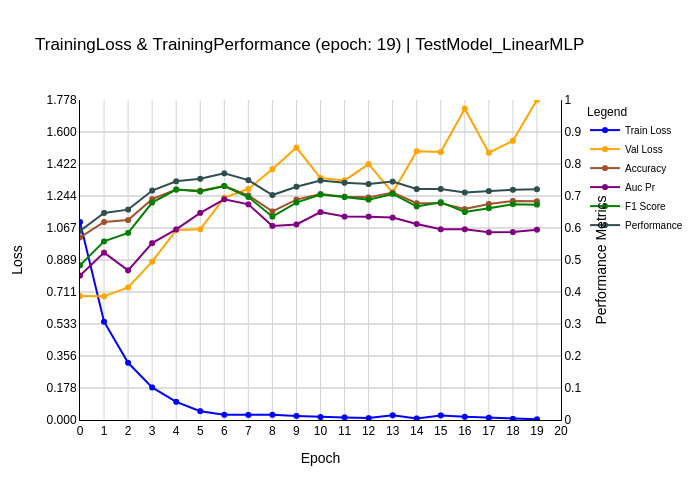 TrainingLoss & TrainingPerformance (epoch: 19) | TestModel_LinearMLP
Loss
1.778
1.600
1.422
1.244
1.067
0.889
0.711
0.533
0.356
0.178
0.000
0 1 2 3 4 5 6 7 8 9 10 11 12 13 14 15 16 17 18 19 20
Epoch
1
0.9
0.8
0.7
0.6
0.5
0.4
0.3
0.2
0.1
0
Performance Metrics
Legend
Train Loss
Val Loss
Accuracy
Auc Pr
F1 Score
Performance